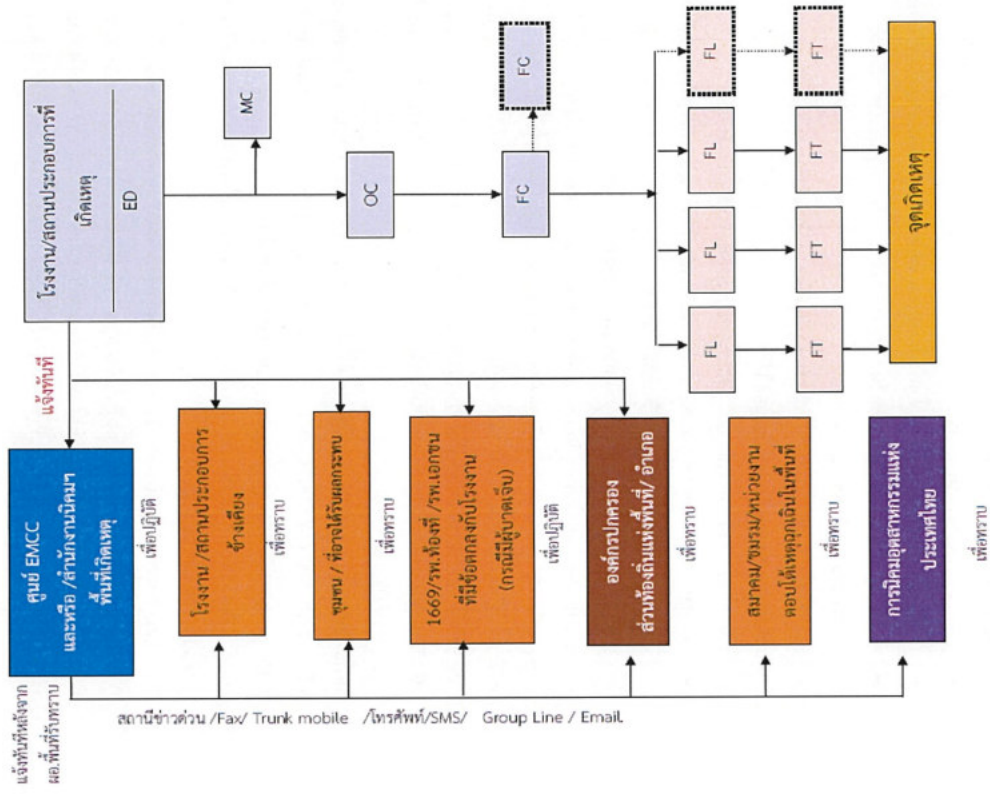 โรงงาน/สถานประกอบการที่
เกิดเหตุ
ED
MC
OC
FC
FC
FL
FL
FL
FL
FT
FT
FT
FT
จุดเกิดเหตุ
แจ้งทันที
ศูนย์ EMCC
และหรือ /สำนักงานนิคมฯ
พื้นที่เกิดเหตุ
เพื่อปฏิบัติ
โรงงาน/สถานประกอบการ
ข้างเคียง
เพื่อทราบ
ชุมชน / ที่อาจได้รับผลกระทบ
เพื่อทราบ
1669/รพ.ท้องที่ /รพ.เอกชน
ที่มีข้อตกลงกับโรงงาน
(กรณีมีผู้บาดเจ็บ)
เพื่อปฏิบัติ
องค์กรปกครอง
ส่วนท้องถิ่นแห่งพื้นที่/ อำเภอ
เพื่อทราบ
สมาคม/ชมรม/หน่วยงาน
ตอบโต้เหตุฉุกเฉินในพื้นที่
เพื่อทราบ
การนิคมอุตสาหกรรมแห่ง
ประเทศไทย
เพื่อทราบ
แจ้งทันทีหลังจาก
ผอ.พื้นที่รับทราบ
สถานีข่าวด่วน /Fax/ Trunk mobile /โทรศัพท์/SMS/ Group Line / Email